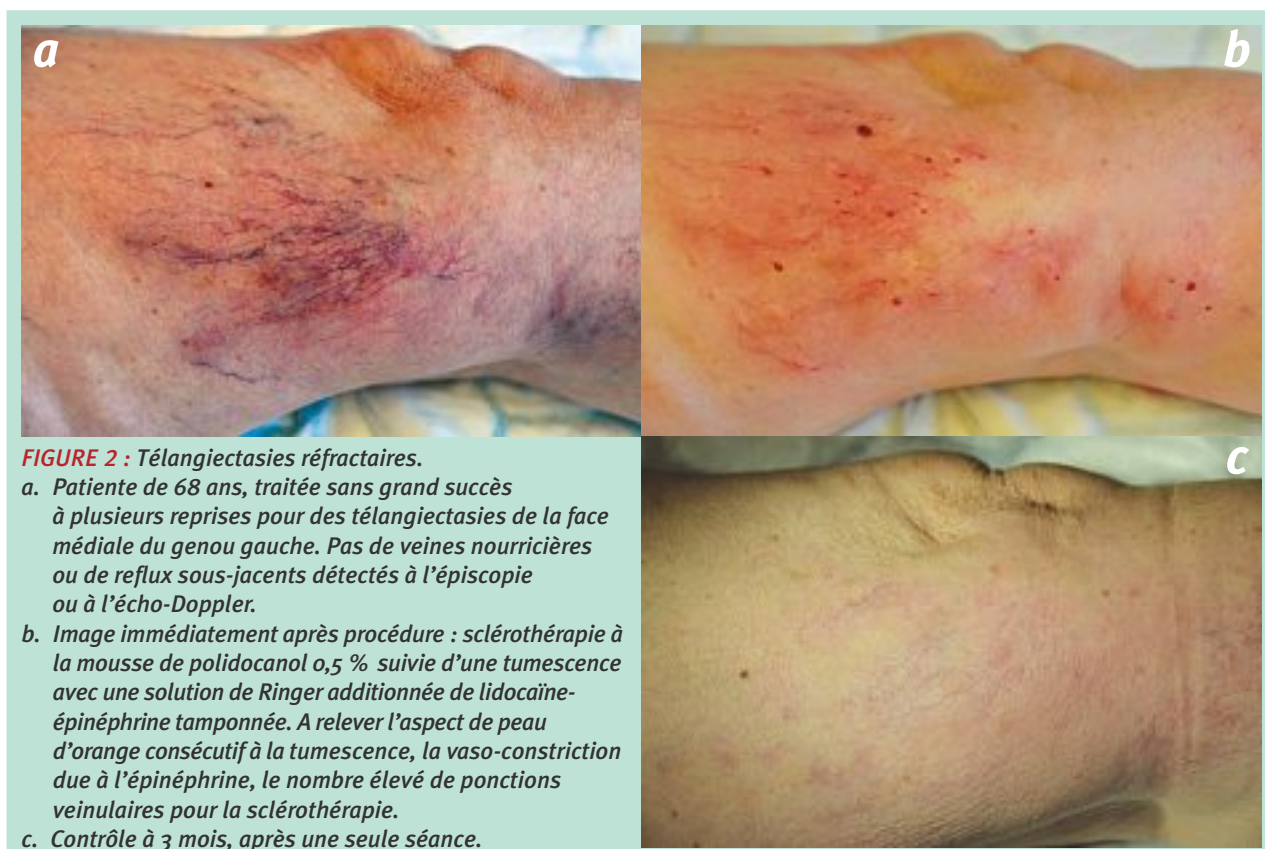 a
b
FIGURE 2 : Télangiectasies réfractaires.
a. Patiente de 68 ans, traitée sans grand succès
à plusieurs reprises pour des télangiectasies de la face
médiale du genou gauche. Pas de veines nourricières
ou de reflux sous-jacents détectés à l’épiscopie
ou à l’écho-Doppler.
b. Image immédiatement après procédure : sclérothérapie à
la mousse de polidocanol 0,5 % suivie d’une tumescence
avec une solution de Ringer additionnée de lidocaïne-
épinéphrine tamponnée. A relever l’aspect de peau
d’orange consécutif à la tumescence, la vaso-constriction
due à l’épinéphrine, le nombre élevé de ponctions
veinulaires pour la sclérothérapie.
c. Contrôle à 3 mois, après une seule séance.
c